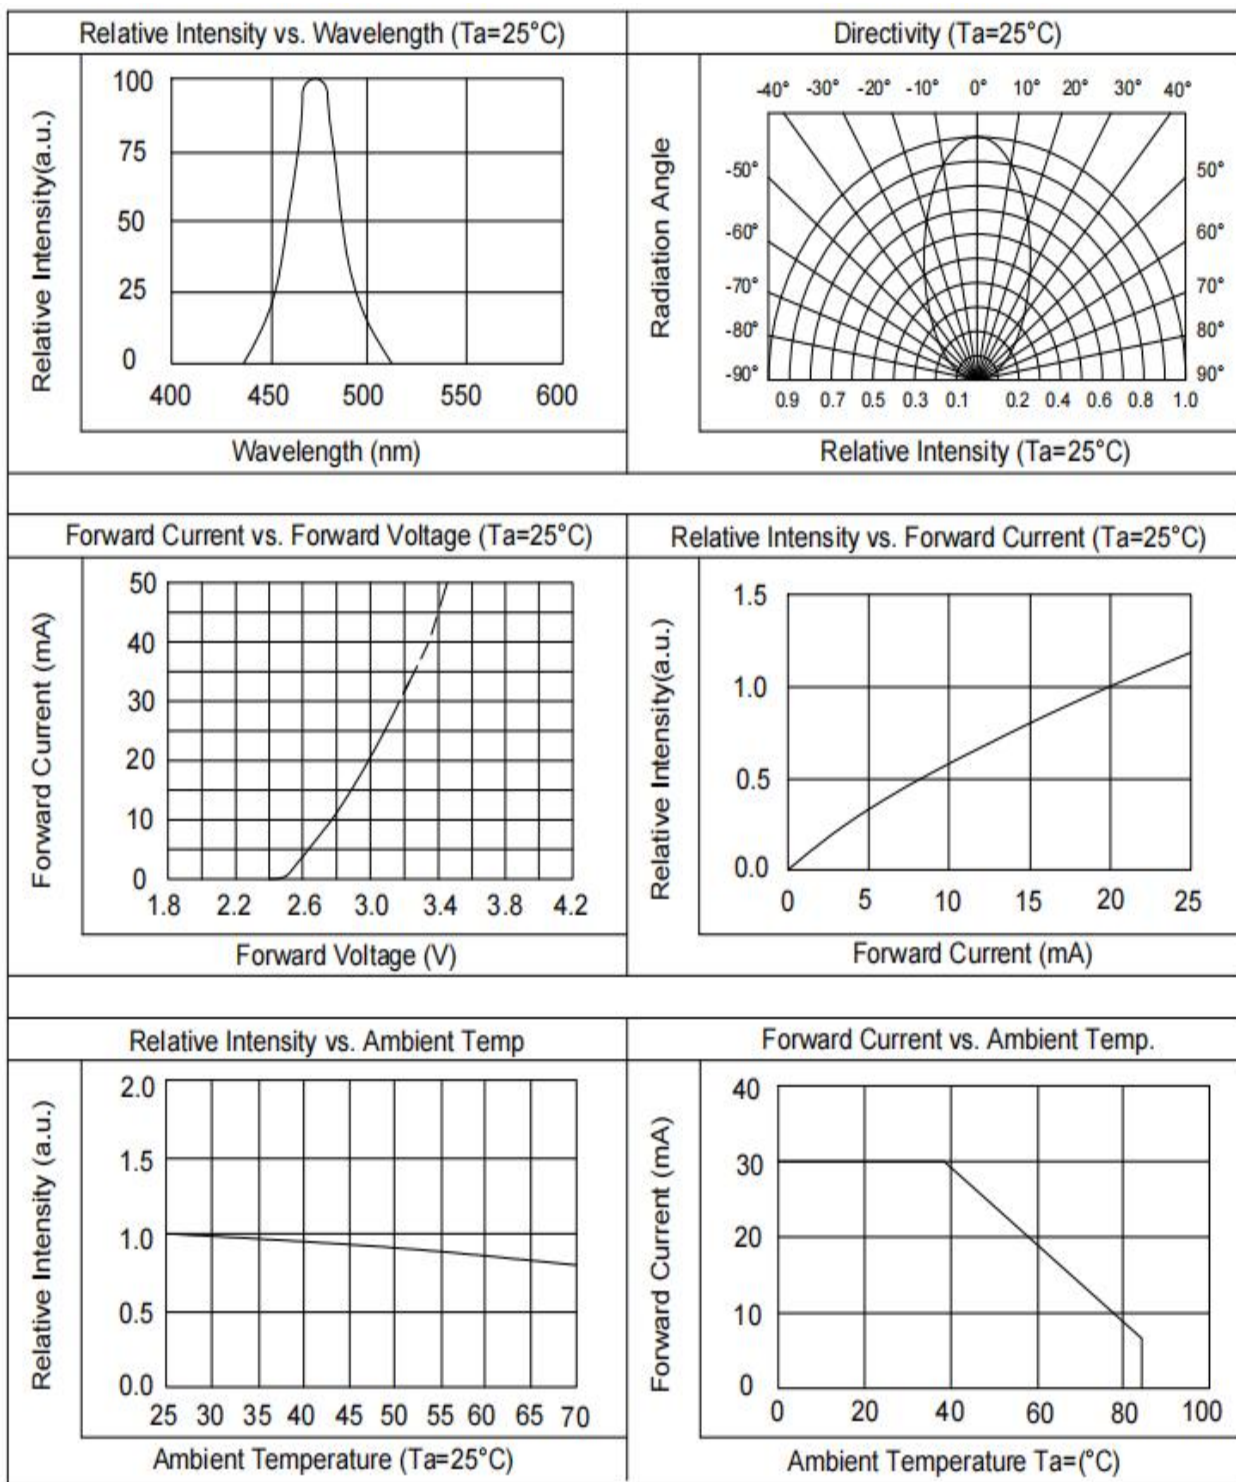 Relative Intensity vs. Wavelength (Ta=25°C)
Relative Intensity(a.u.)
100
75
50
25
0
400 450 500 550 600
Wavelength (nm)
Directivity (Ta=25°C)
Radiation Angle
-40° -30° -20° -10° 0° 10° 20° 30° 40°
-50° 50°
-60° 60°
-70° 70°
-80° 80°
-90° 90°
0.9 0.7 0.5 0.3 0.1 0.2 0.4 0.6 0.8 1.0
Relative Intensity (Ta=25°C)
Forward Current vs. Forward Voltage (Ta=25°C)
Forward Current (mA)
50
40
30
20
10
0
1.8 2.2 2.6 3.0 3.4 3.8 4.2
Forward Voltage (V)
Relative Intensity vs. Forward Current (Ta=25°C)
Relative Intensity(a.u.)
1.5
1.0
0.5
0.0
0 5 10 15 20 25
Forward Current (mA)
Relative Intensity vs. Ambient Temp
Relative Intensity (a.u.)
2.0
1.5
1.0
0.5
0.0
25 30 35 40 45 50 55 60 65 70
Ambient Temperature (Ta=25°C)
Forward Current vs. Ambient Temp.
Forward Current (mA)
40
30
20
10
0
0 20 40 60 80 100
Ambient Temperature Ta=(°C)